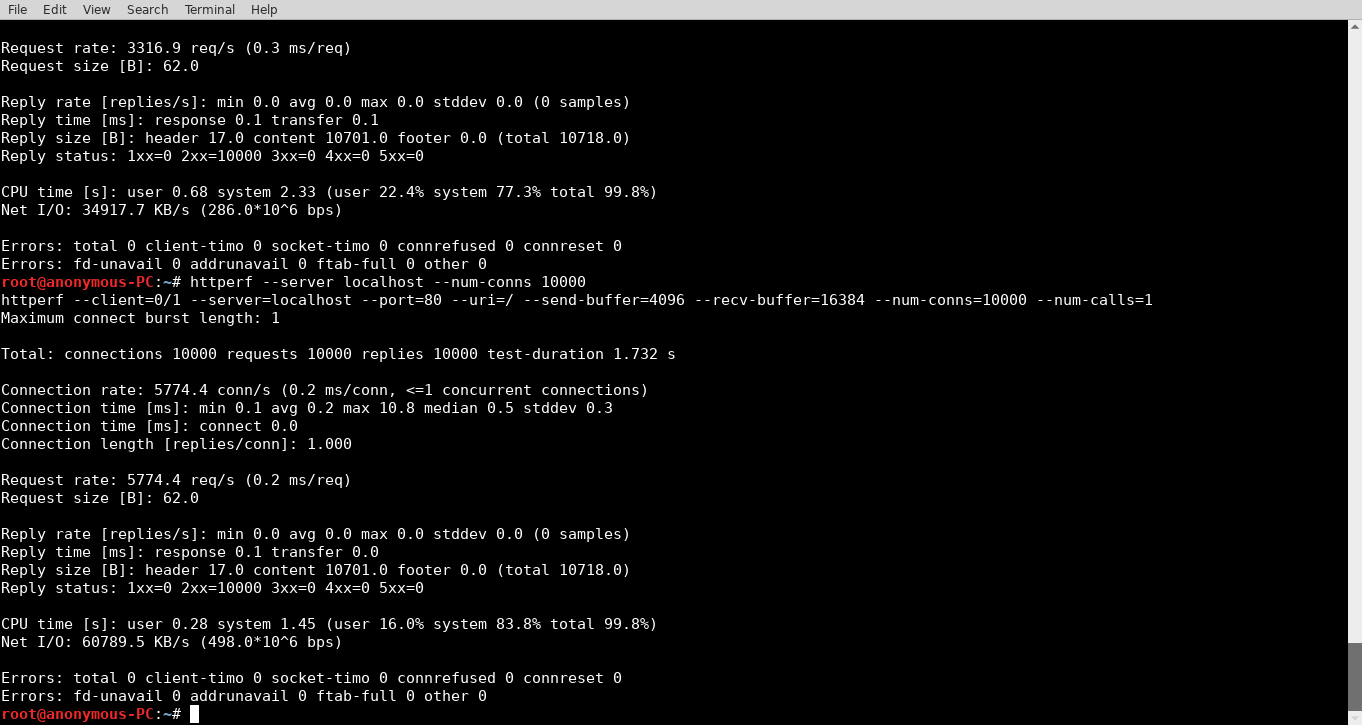 File Edit View Search Terminal Help
Request rate: 3316.9 req/s (0.3 ms/req)
Request size [B]: 62.0
Reply rate [replies/s]: min 0.0 avg 0.0 max 0.0 stddev 0.0 (0 samples)
Reply time [ms]: response 0.1 transfer 0.1
Reply size [B]: header 17.0 content 10701.0 footer 0.0 (total 10718.0)
Reply status: 1xx=0 2xx=10000 3xx=0 4xx=0 5xx=0
CPU time [s]: user 0.68 system 2.33 (user 22.4% system 77.3% total 99.8%)
Net I/O: 34917.7 KB/s (286.0*10^6 bps)
Errors: total 0 client-timo 0 socket-timo 0 connrefused 0 connreset 0
Errors: fd-unavail 0 addrunavail 0 ftab-full 0 other 0
root@anonymous-PC:~# httperf --server localhost --num-conns 10000
httperf --client=0/1 --server=localhost --port=80 --uri=/ --send-buffer=4096 --recv-buffer=16384 --num-conns=10000 --num-calls=1
Maximum connect burst length: 1
Total: connections 10000 requests 10000 replies 10000 test-duration 1.732 s
Connection rate: 5774.4 conn/s (0.2 ms/conn, <=1 concurrent connections)
Connection time [ms]: min 0.1 avg 0.2 max 10.8 median 0.5 stddev 0.3
Connection time [ms]: connect 0.0
Connection length [replies/conn]: 1.000
Request rate: 5774.4 req/s (0.2 ms/req)
Request size [B]: 62.0
Reply rate [replies/s]: min 0.0 avg 0.0 max 0.0 stddev 0.0 (0 samples)
Reply time [ms]: response 0.1 transfer 0.0
Reply size [B]: header 17.0 content 10701.0 footer 0.0 (total 10718.0)
Reply status: 1xx=0 2xx=10000 3xx=0 4xx=0 5xx=0
CPU time [s]: user 0.28 system 1.45 (user 16.0% system 83.8% total 99.8%)
Net I/O: 60789.5 KB/s (498.0*10^6 bps)
Errors: total 0 client-timo 0 socket-timo 0 connrefused 0 connreset 0
Errors: fd-unavail 0 addrunavail 0 ftab-full 0 other 0
root@anonymous-PC:~#